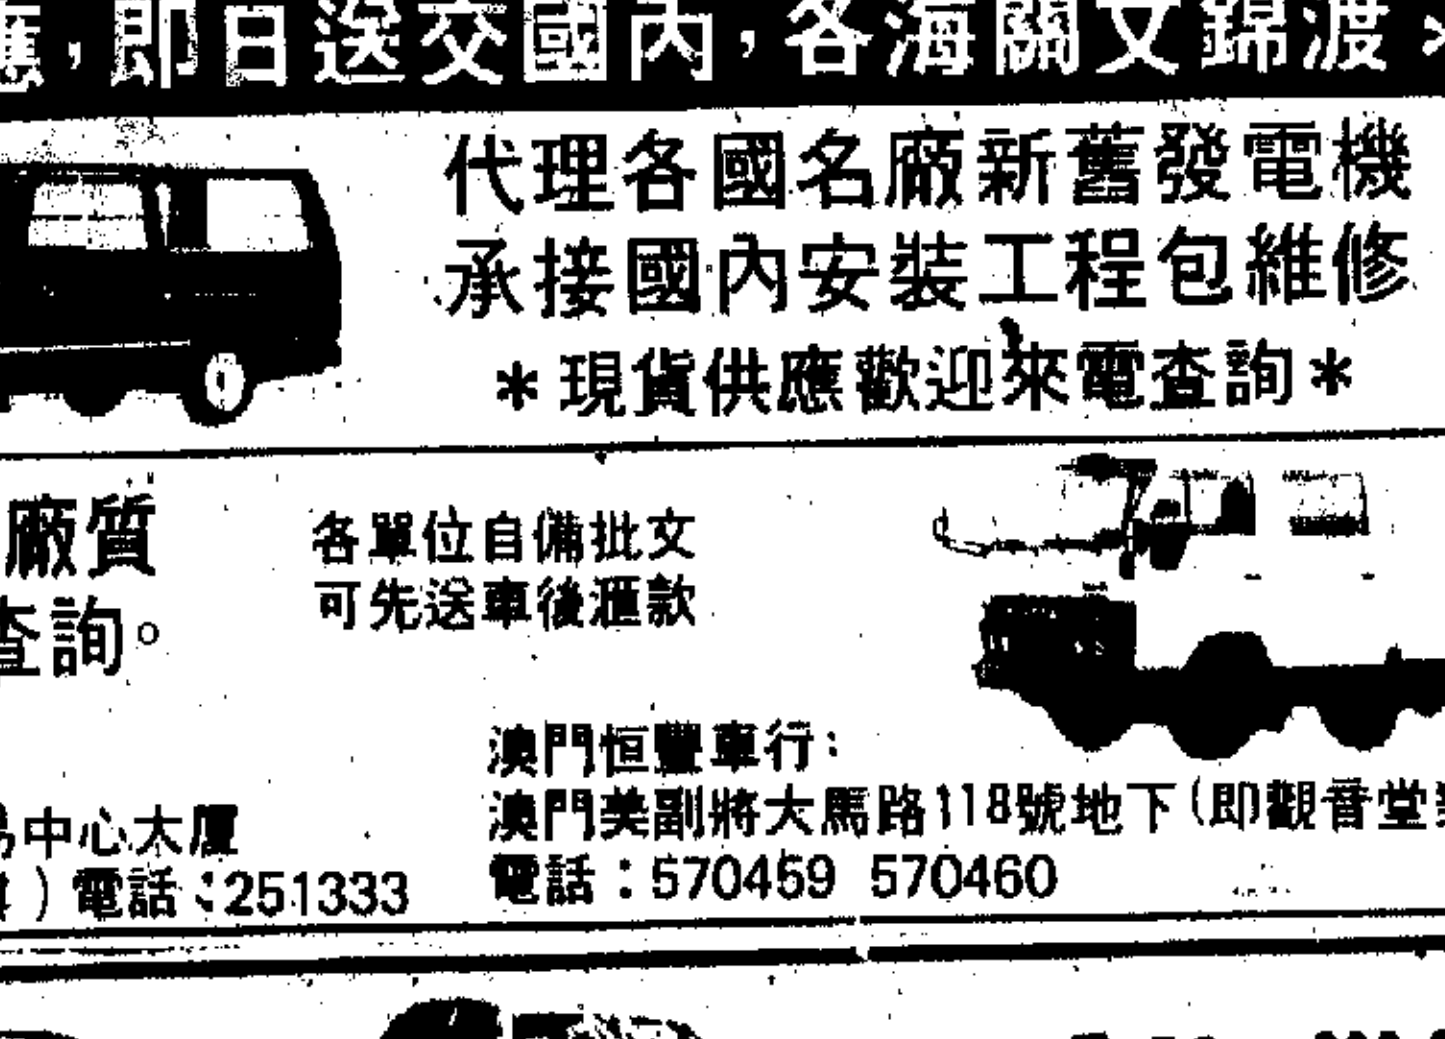 應，即日送交國內，各海關文錦渡＊
代理各國名廠新舊發電機
承接國內安裝工程包維修
＊現貨供應歡迎來電查詢＊
廠質
查詢。
各單位自備批文
可先送車後滙款
中心大廈
）電話：251333
澳門恒豐車行：
澳門美副將大馬路118號地下（即觀音堂
電話：570459 570460